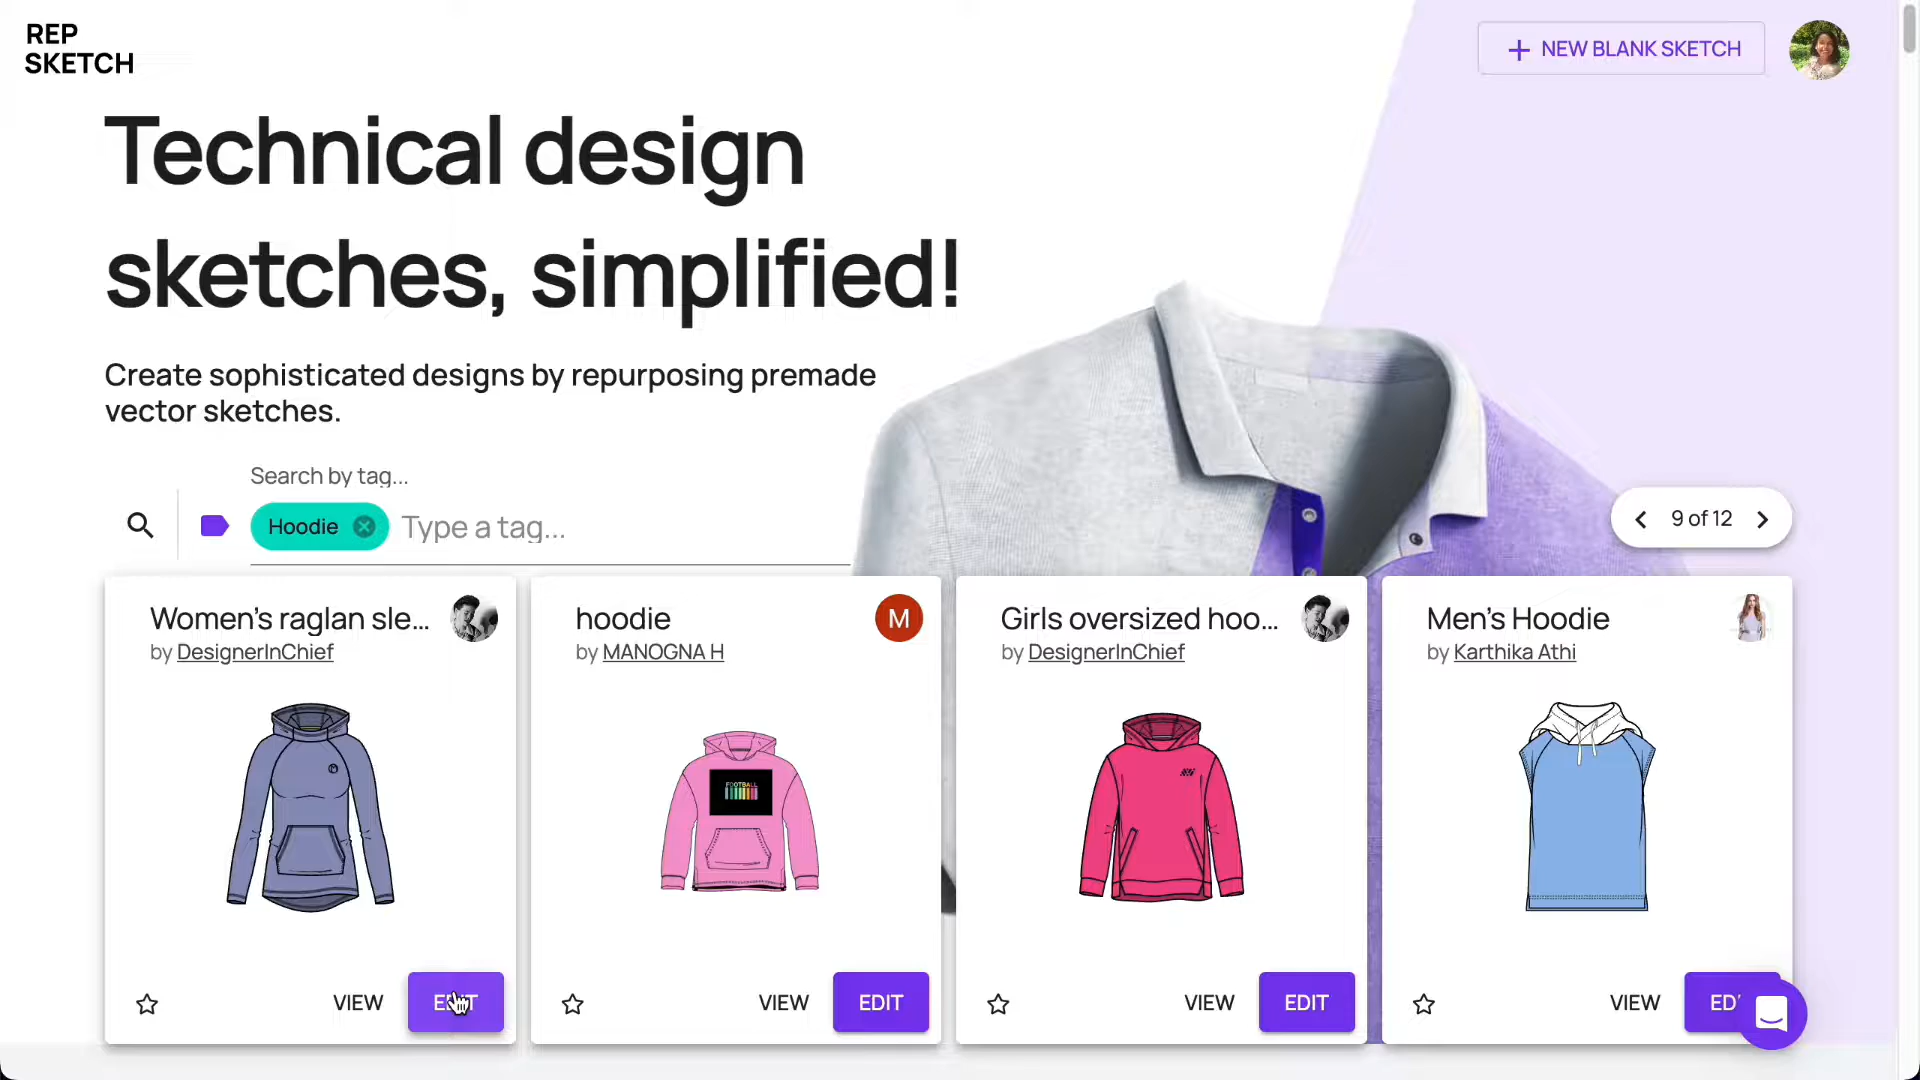 REP
SKETCH
NEW BLANK SKETCH
Technical design
sketches, simplified!
Create sophisticated designs by repurposing premade
vector sketches.
Search by tag...
Hoodie
Type a tag...
9 of 12
Women's raglan sle...
by DesignerInChief
hoodie
by MANOGNA H
M
Girls oversized hoo...
by DesignerInChief
Men's Hoodie
by Karthika Athi
FOOTBALL
VIEW
VIEW EDIT
VIEW EDIT
VIEW